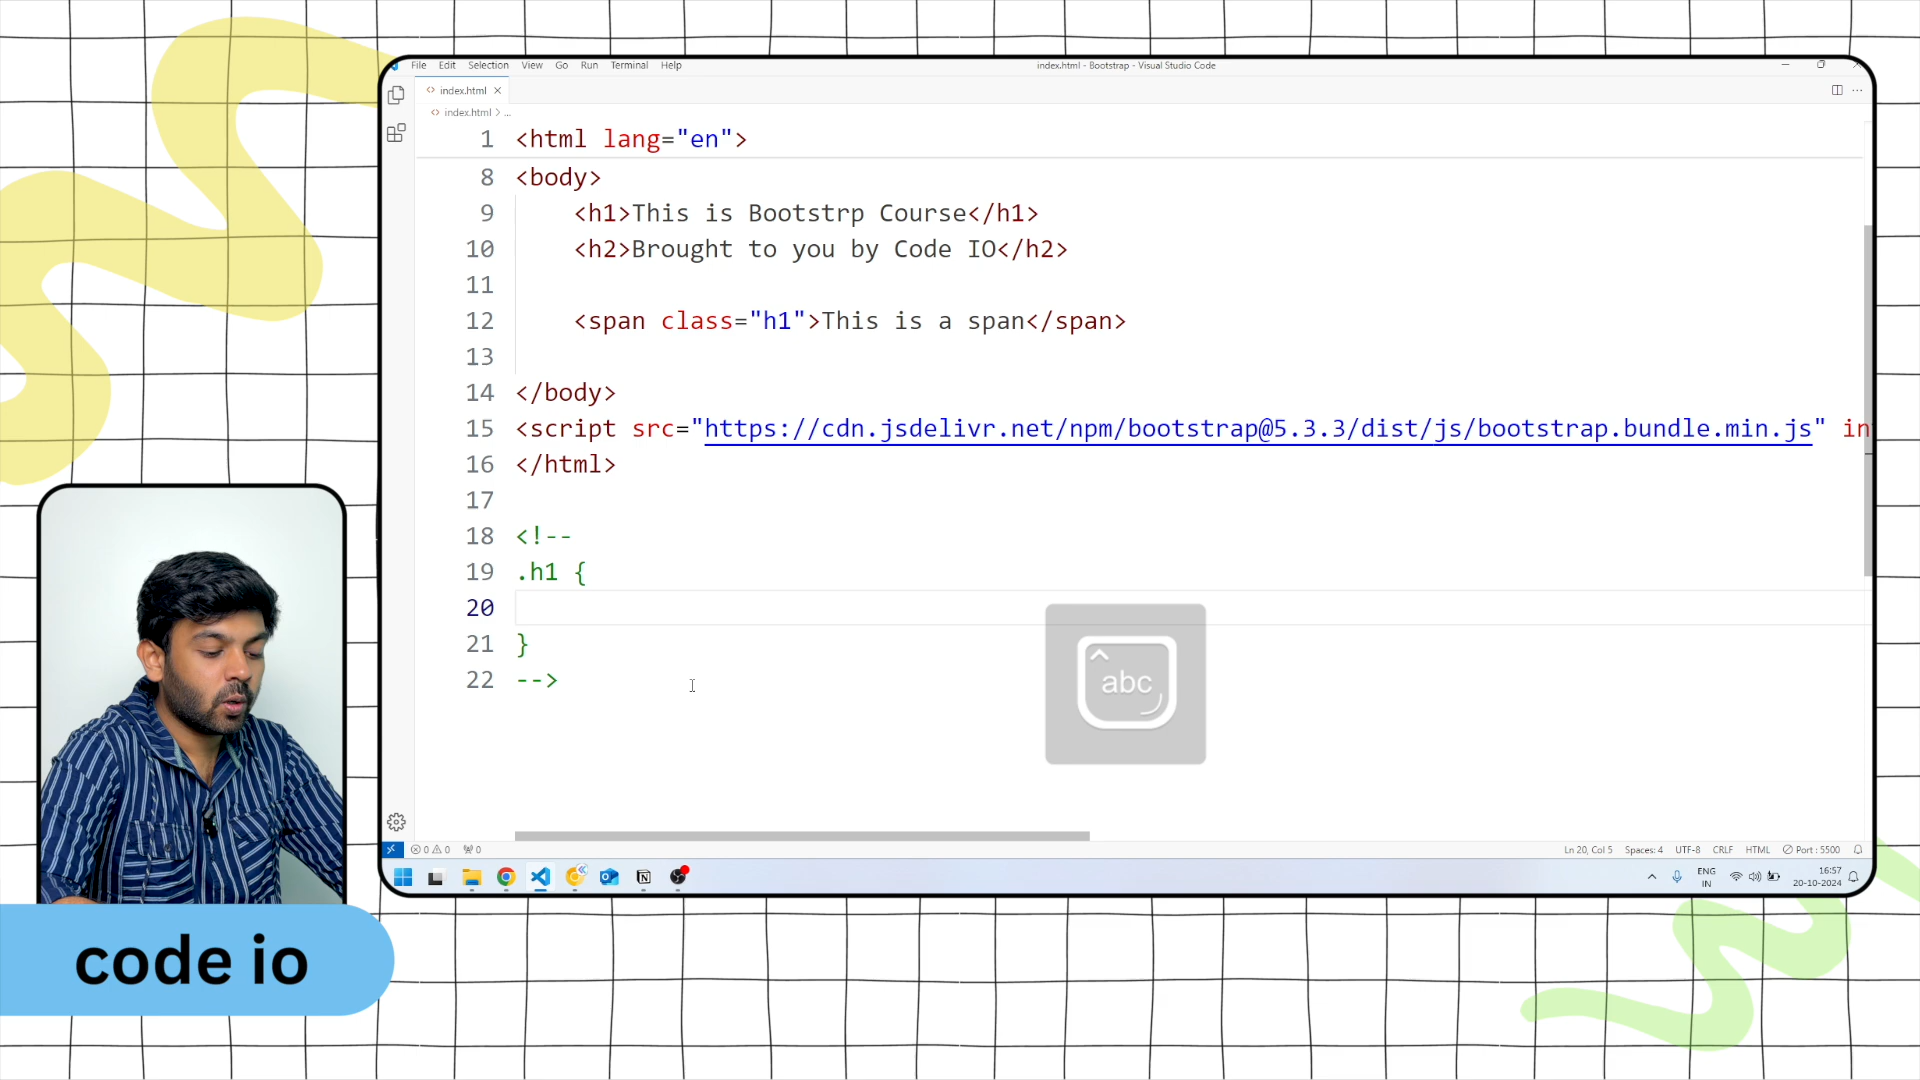 File Edit Selection View Go Run Terminal Help
index.html - Bootstrap - Visual Studio Code
index.html
index.html > ...
1 <html lang="en">
8 <body>
9 <h1>This is Bootstrp Course</h1>
10 <h2>Brought to you by Code IO</h2>
11
12 <span class="h1">This is a span</span>
13
14 </body>
15 <script src="https://cdn.jsdelivr.net/npm/bootstrap@5.3.3/dist/js/bootstrap.bundle.min.js" in
16 </html>
17
18 <!--
19 .h1 {
20
21 }
22 -->
abc
0 0 0
Ln 20, Col 5 Spaces: 4 UTF-8 CRLF HTML Port : 5500
ENG
IN
16:57
20-10-2024
code io